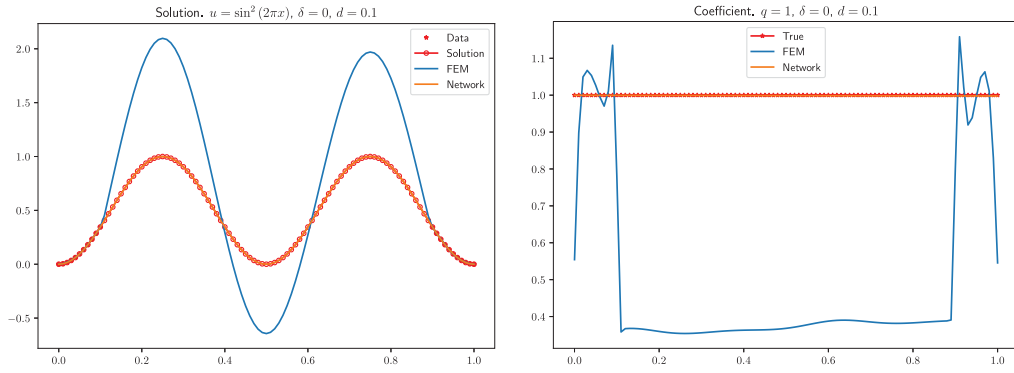 Solution. u = sin² (2πx), δ = 0, d = 0.1
Data
Solution
FEM
Network
2.0
1.5
1.0
0.5
0.0
−0.5
0.0 0.2 0.4 0.6 0.8 1.0
Coefficient. q = 1, δ = 0, d = 0.1
True
FEM
Network
1.1
1.0
0.9
0.8
0.7
0.6
0.5
0.4
0.0 0.2 0.4 0.6 0.8 1.0